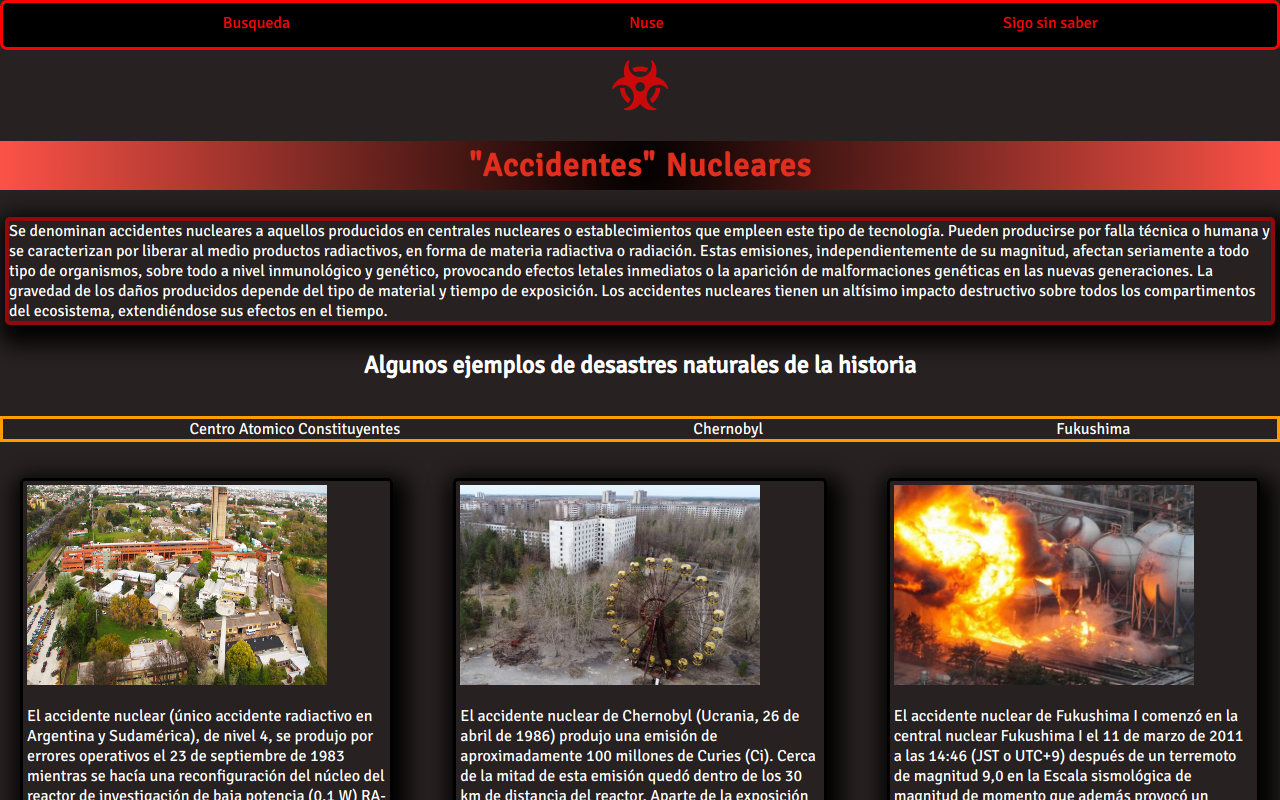 Busqueda
Nuse
Sigo sin saber
"Accidentes" Nucleares
Se denominan accidentes nucleares a aquellos producidos en centrales nucleares o establecimientos que empleen este tipo de tecnología. Pueden producirse por falla técnica o humana y
se caracterizan por liberar al medio productos radiactivos, en forma de materia radiactiva o radiación. Estas emisiones, independientemente de su magnitud, afectan seriamente a todo
tipo de organismos, sobre todo a nivel inmunológico y genético, provocando efectos letales inmediatos o la aparición de malformaciones genéticas en las nuevas generaciones. La
gravedad de los daños producidos depende del tipo de material y tiempo de exposición. Los accidentes nucleares tienen un altísimo impacto destructivo sobre todos los compartimentos
del ecosistema, extendiéndose sus efectos en el tiempo.
Algunos ejemplos de desastres naturales de la historia
Centro Atomico Constituyentes
Chernobyl
Fukushima
El accidente nuclear (único accidente radiactivo en
Argentina y Sudamérica), de nivel 4, se produjo por
errores operativos el 23 de septiembre de 1983
mientras se hacía una reconfiguración del núcleo del
reactor de investigación de baja potencia (0,1 W) RA-
El accidente nuclear de Chernobyl (Ucrania, 26 de
abril de 1986) produjo una emisión de
aproximadamente 100 millones de Curies (Ci). Cerca
de la mitad de esta emisión quedó dentro de los 30
km de distancia del reactor. Aparte de la exposición
El accidente nuclear de Fukushima I comenzó en la
central nuclear Fukushima I el 11 de marzo de 2011
a las 14:46 (JST o UTC+9) después de un terremoto
de magnitud 9,0 en la Escala sismológica de
magnitud de momento que además provocó un